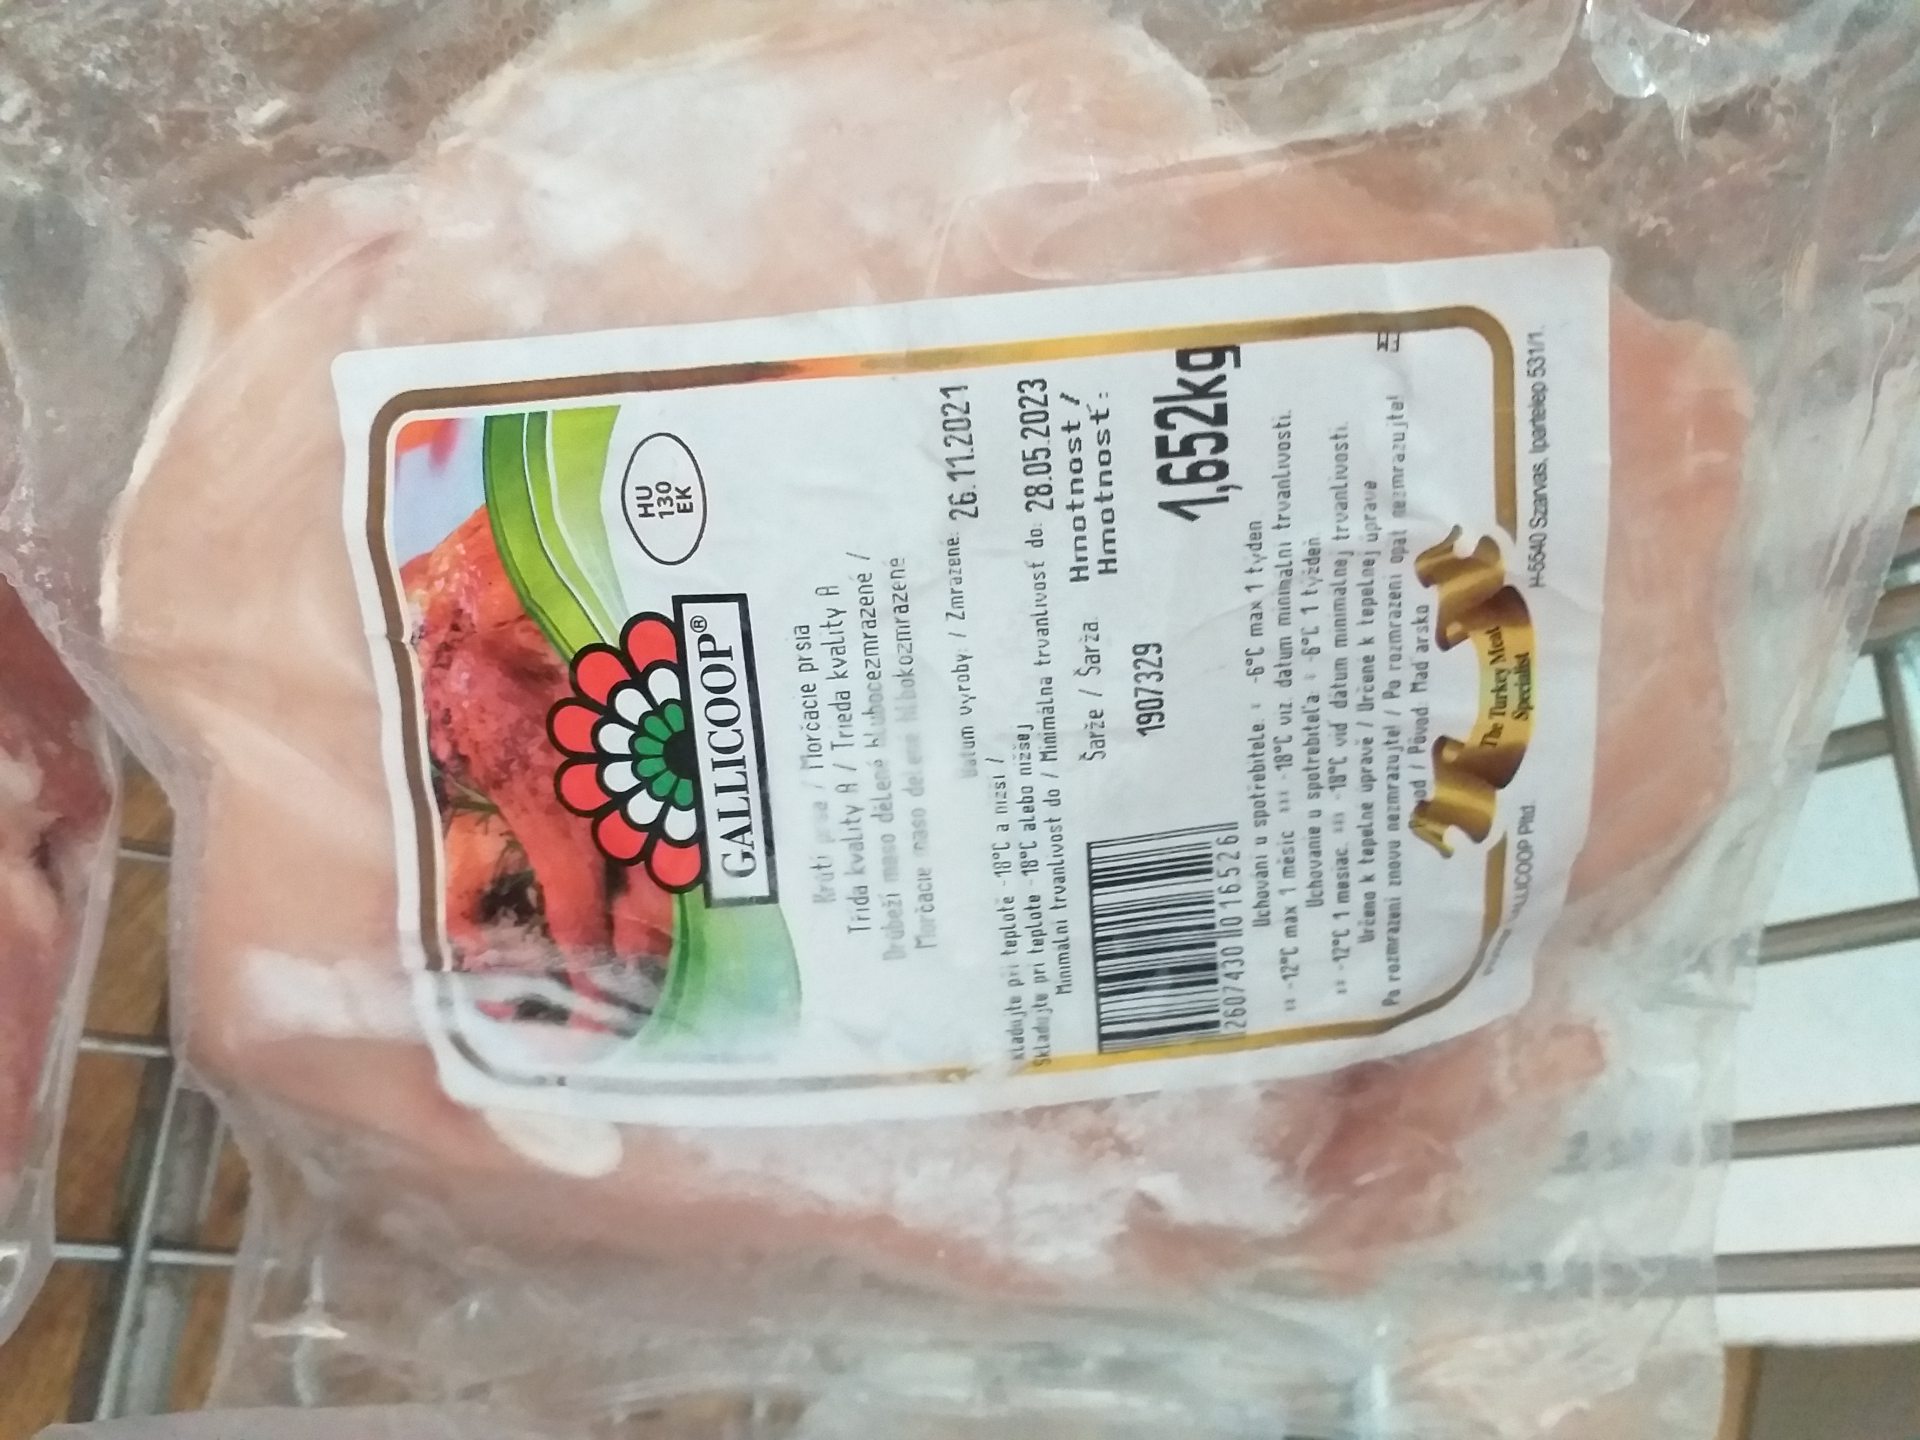 HU
130
EK
GALLICOOP®
Krůtí prsa / Morčacie prsia
Třída kvality A / Trieda kvality A
Drůbeží maso dělené hlubocezmrazené /
Morčacie mäso delené hlbokozmrazené
Datum výroby: / Zmrazené: 26.11.2021
Skladujte při teplotě -18°C a nižší /
Skladujte pri teplote -18°C alebo nižšej
Minimální trvanlivost do / Minimálna trvanlivosť do: 28.05.2023
Šarže / Šarža: Hmotnost /
Hmotnosť:
1907329
1,652kg
2607430016526
Uchování u spotřebitele: * -6°C max 1 týden
** -12°C max 1 měsíc *** -18°C viz. datum minimální trvanlivosti.
Uchovanie u spotrebiteľa: * -6°C 1 týždeň
** -12°C 1 mesiac. *** -18°C viď dátum minimálnej trvanlivosti.
Určeno k tepelné úpravě / Určené k tepelnej úprave
Po rozmrazení znovu nezmrazujte! / Po rozmrazení opäť nezmrazujte!
Původ / Pôvod: Maďarsko
The Turkey Meat
Specialist
GALLICOOP Pltd. H-5540 Szarvas, Ipartelep 531/1.